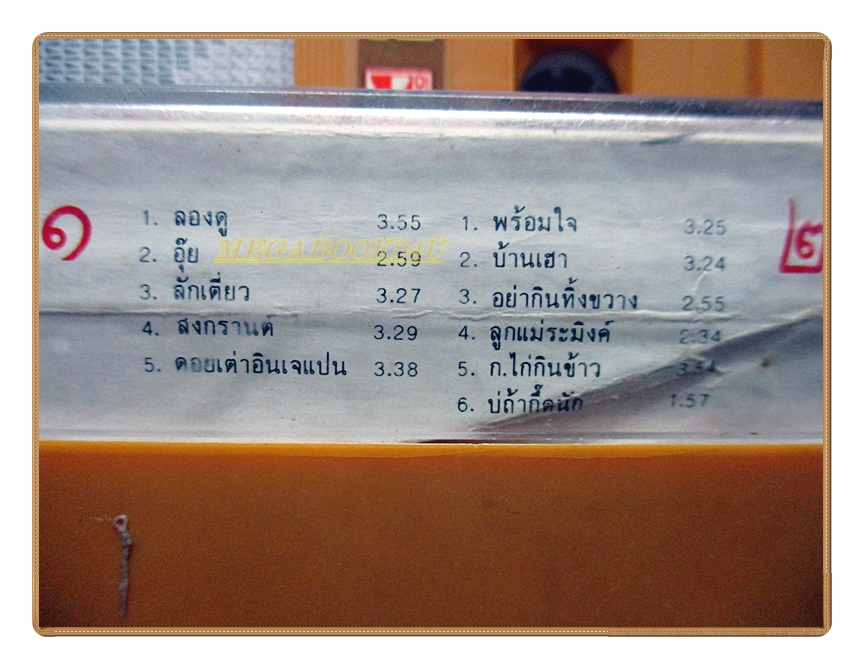 ๑
1. ลองดู 3.55
2. อุ๊ย 2.59
3. ลักเตี่ยว 3.27
4. สงกรานต์ 3.29
5. ดอยเต่าอินเจแปน 3.38
MEGABOOKS4U
๒
1. พร้อมใจ 3.25
2. บ้านเฮา 3.24
3. อย่ากินทิ้งขวาง 2.55
4. ลูกแม่ระมิงค์ 2.34
5. ก.ไก่กินข้าว 3.54
6. บ่ถ้ากึ๊ดนัก 1.57